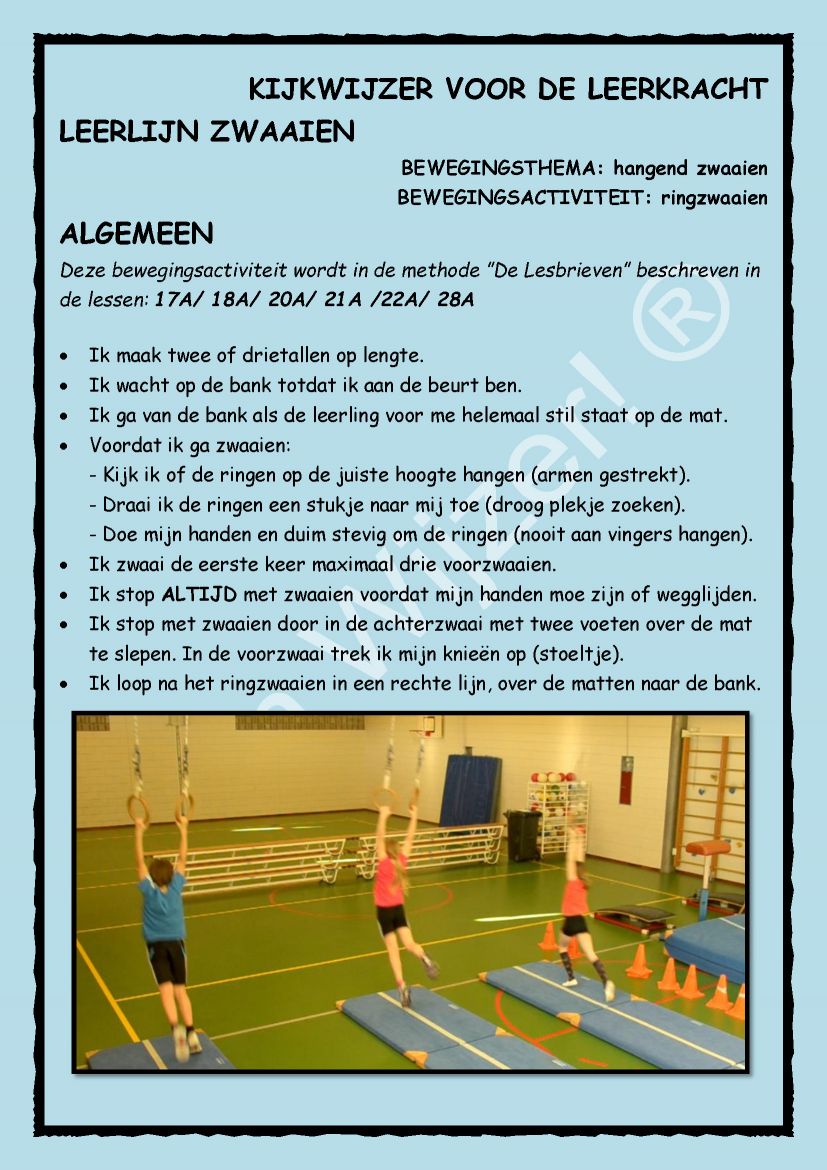 KIJKWIJZER VOOR DE LEERKRACHT
LEERLIJN ZWAAIEN
BEWEGINGSTHEMA: hangend zwaaien
BEWEGINGSACTIVITEIT: ringzwaaien
ALGEMEEN
Deze bewegingsactiviteit wordt in de methode ”De Lesbrieven” beschreven in
de lessen: 17A/ 18A/ 20A/ 21A /22A/ 28A
• Ik maak twee of drietallen op lengte.
• Ik wacht op de bank totdat ik aan de beurt ben.
• Ik ga van de bank als de leerling voor me helemaal stil staat op de mat.
• Voordat ik ga zwaaien:
- Kijk ik of de ringen op de juiste hoogte hangen (armen gestrekt).
- Draai ik de ringen een stukje naar mij toe (droog plekje zoeken).
- Doe mijn handen en duim stevig om de ringen (nooit aan vingers hangen).
• Ik zwaai de eerste keer maximaal drie voorzwaaien.
• Ik stop ALTIJD met zwaaien voordat mijn handen moe zijn of wegglijden.
• Ik stop met zwaaien door in de achterzwaai met twee voeten over de mat
te slepen. In de voorzwaai trek ik mijn knieën op (stoeltje).
• Ik loop na het ringzwaaien in een rechte lijn, over de matten naar de bank.
Wijzer! ®